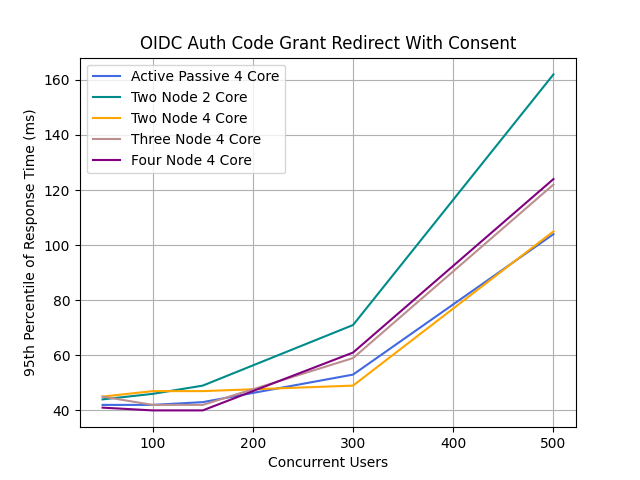 OIDC Auth Code Grant Redirect With Consent
Active Passive 4 Core
Two Node 2 Core
Two Node 4 Core
Three Node 4 Core
Four Node 4 Core
95th Percentile of Response Time (ms)
160
140
120
100
80
60
40
100 200 300 400 500
Concurrent Users